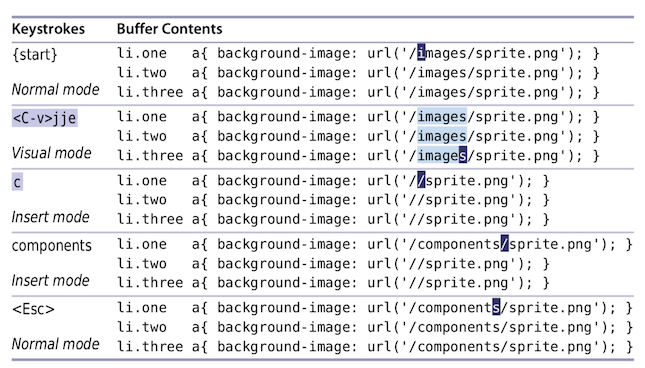 Keystrokes Buffer Contents
{start} li.one   a{ background-image: url('/images/sprite.png'); }
li.two   a{ background-image: url('/images/sprite.png'); }
Normal mode li.three a{ background-image: url('/images/sprite.png'); }
<C-v>jje li.one   a{ background-image: url('/images/sprite.png'); }
li.two   a{ background-image: url('/images/sprite.png'); }
Visual mode li.three a{ background-image: url('/images/sprite.png'); }
c li.one   a{ background-image: url('//sprite.png'); }
li.two   a{ background-image: url('//sprite.png'); }
Insert mode li.three a{ background-image: url('//sprite.png'); }
components li.one   a{ background-image: url('/components/sprite.png'); }
li.two   a{ background-image: url('//sprite.png'); }
Insert mode li.three a{ background-image: url('//sprite.png'); }
<Esc> li.one   a{ background-image: url('/components/sprite.png'); }
li.two   a{ background-image: url('/components/sprite.png'); }
Normal mode li.three a{ background-image: url('/components/sprite.png'); }